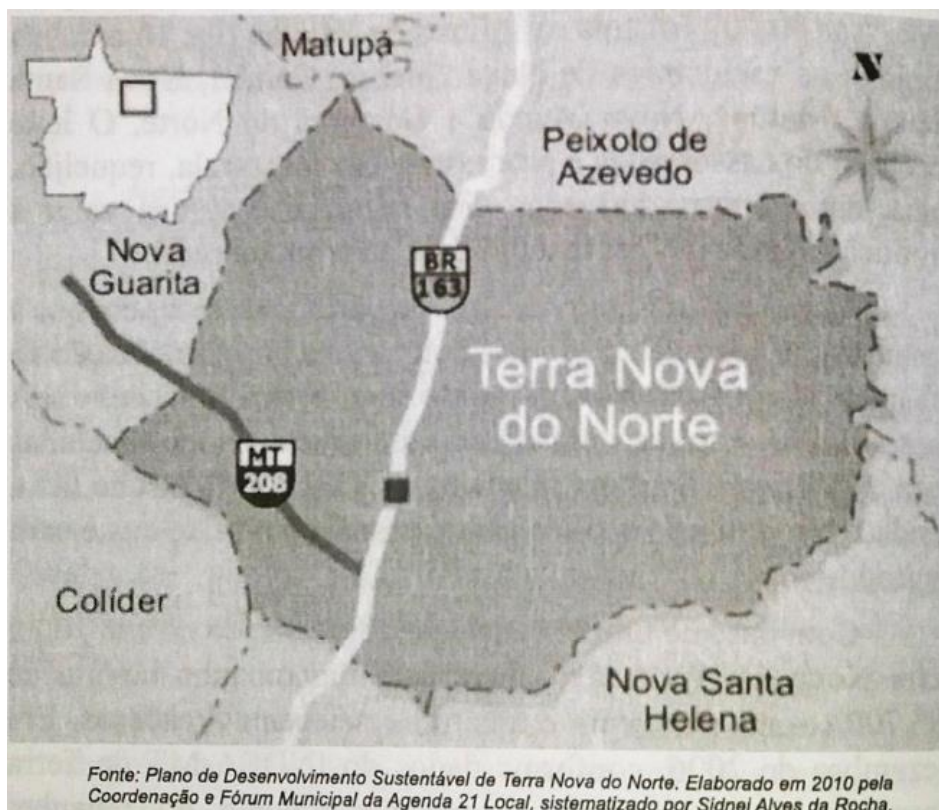 Matupá
N
Peixoto de
Azevedo
Nova
Guarita
BR
163
Terra Nova
do Norte
MT
208
Colíder
Nova Santa
Helena
Fonte: Plano de Desenvolvimento Sustentável de Terra Nova do Norte. Elaborado em 2010 pela
Coordenação e Fórum Municipal da Agenda 21 Local, sistematizado por Sidnei Alves da Rocha.